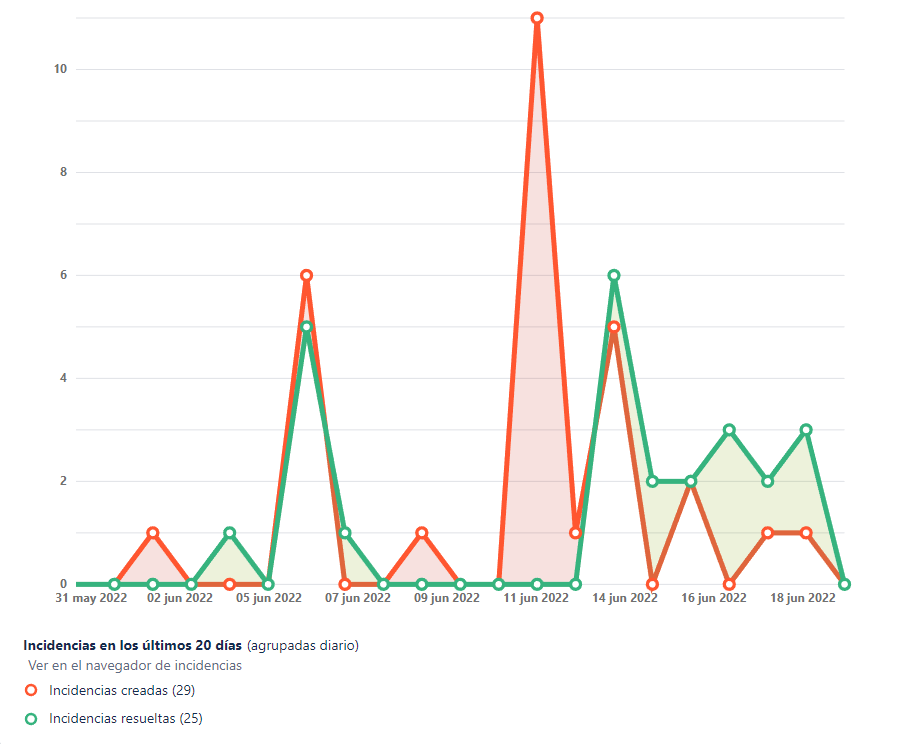 10
8
6
4
2
0
31 may 2022 02 jun 2022 05 jun 2022 07 jun 2022 09 jun 2022 11 jun 2022 14 jun 2022 16 jun 2022 18 jun 2022
Incidencias en los últimos 20 días (agrupadas diario)
Ver en el navegador de incidencias
Incidencias creadas (29)
Incidencias resueltas (25)